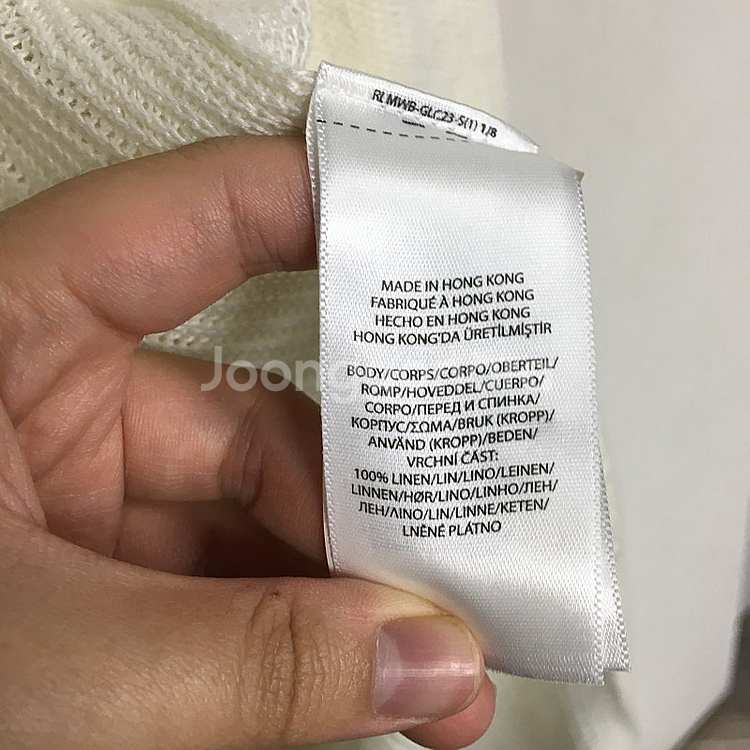 RLMWB-GLC23-S(1) 1/8
MADE IN HONG KONG
FABRIQUÉ À HONG KONG
HECHO EN HONG KONG
HONG KONG'DA ÜRETİLMİŞTİR
BODY/CORPS/CORPO/OBERTEIL/
ROMP/HOVEDDEL/CUERPO/
CORPO/ПЕРЕД И СПИНКА/
КОРПУС/ΣΩΜΑ/BRUK (KROPP)/
ANVÄND (KROPP)/BEDEN/
VRCHNÍ ČÁST:
100% LINEN/LIN/LINO/LEINEN/
LINNEN/HØR/LINO/LINHO/ЛЕН/
ЛЕН/ΛΙΝΟ/LIN/LINNE/KETEN/
LNĚNÉ PLÁTNO
Joong